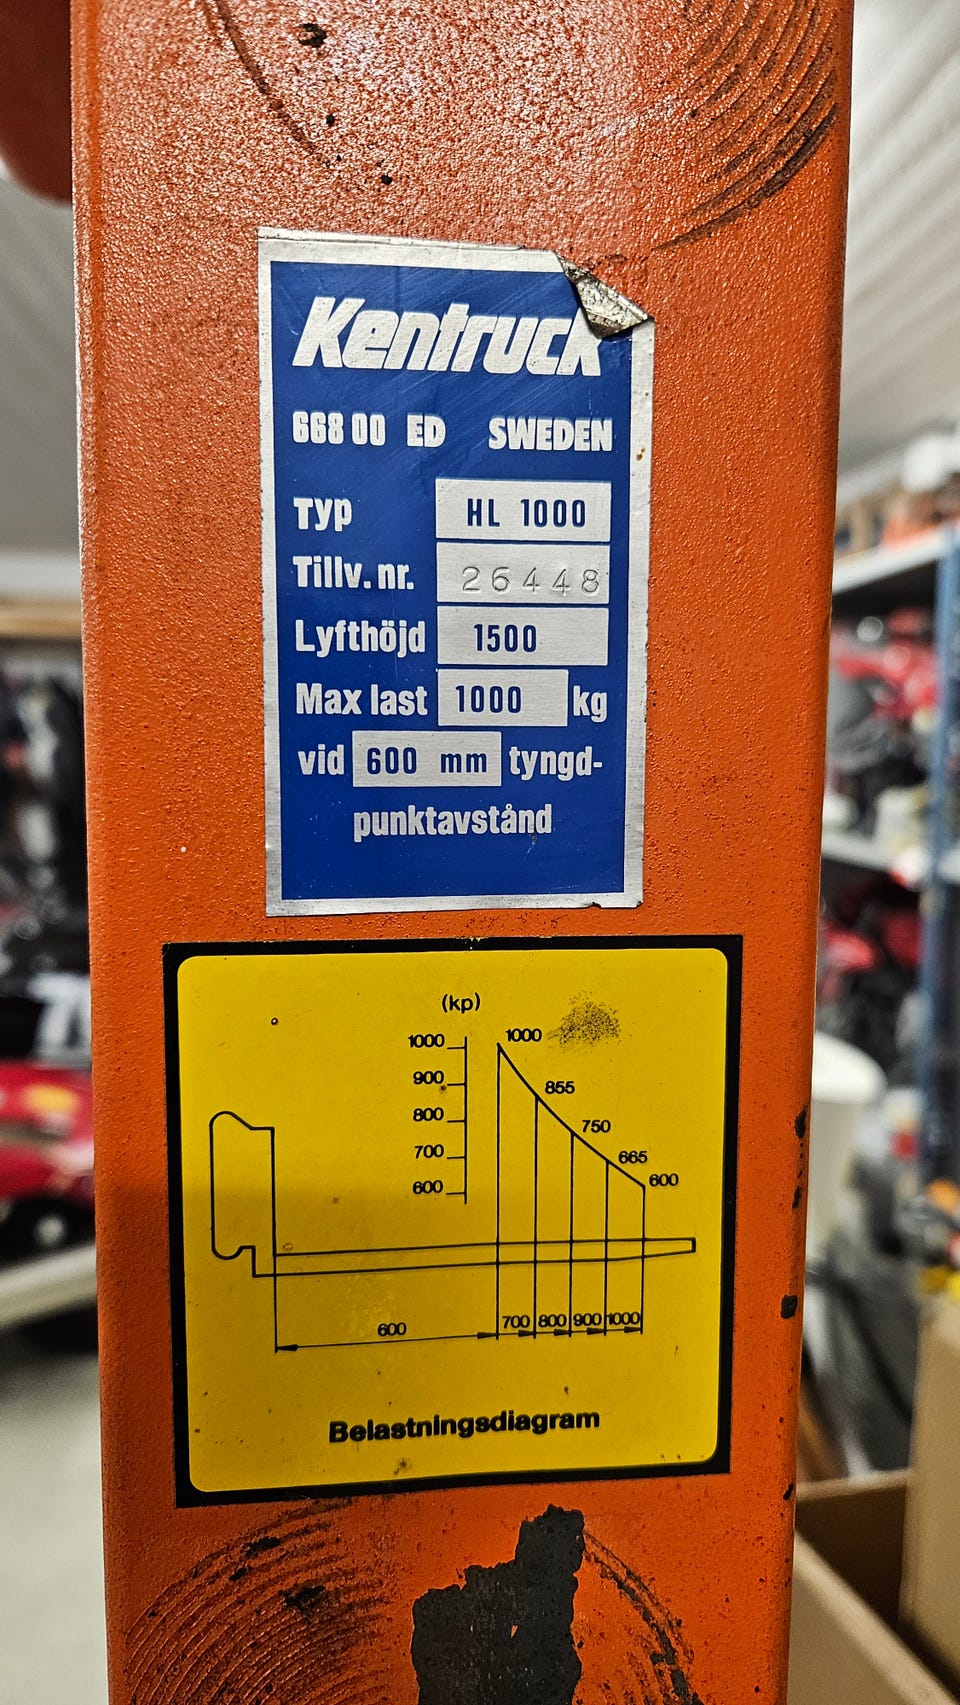 Kentruck
668 00 ED SWEDEN
Typ HL 1000
Tillv. nr. 26448
Lyfthöjd 1500
Max last 1000 kg
vid 600 mm tyngd-
punktavstånd
(kp)
1000
900
800
700
600
1000
855
750
665
600
600
700 800 900 1000
Belastningsdiagram